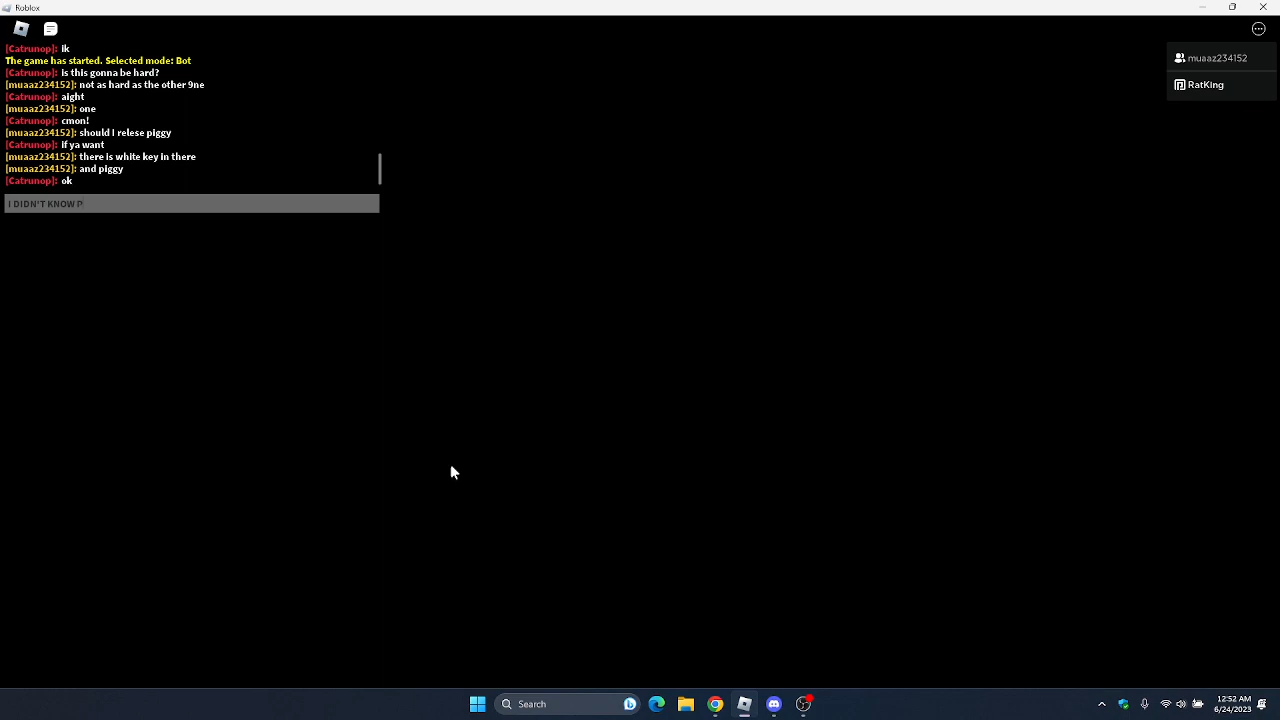 Roblox
[Catrunop]: ik
The game has started. Selected mode: Bot
[Catrunop]: is this gonna be hard?
[muaaz234152]: not as hard as the other 9ne
[Catrunop]: aight
[muaaz234152]: one
[Catrunop]: cmon!
[muaaz234152]: should I relese piggy
[Catrunop]: if ya want
[muaaz234152]: there is white key in there
[muaaz234152]: and piggy
[Catrunop]: ok
I DIDN'T KNOW P
muaaz234152
RatKIng
Search
12:52 AM
6/24/2023